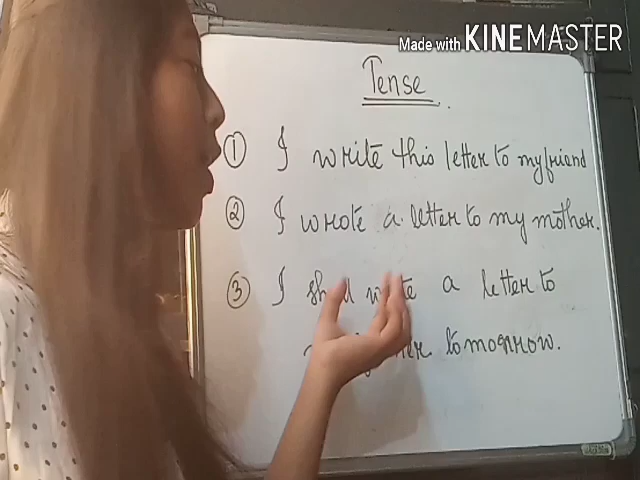 Made with KINEMASTER
Tense
① I write this letter to my friend
② I wrote a letter to my mother.
③ I a letter to
tomorrow.